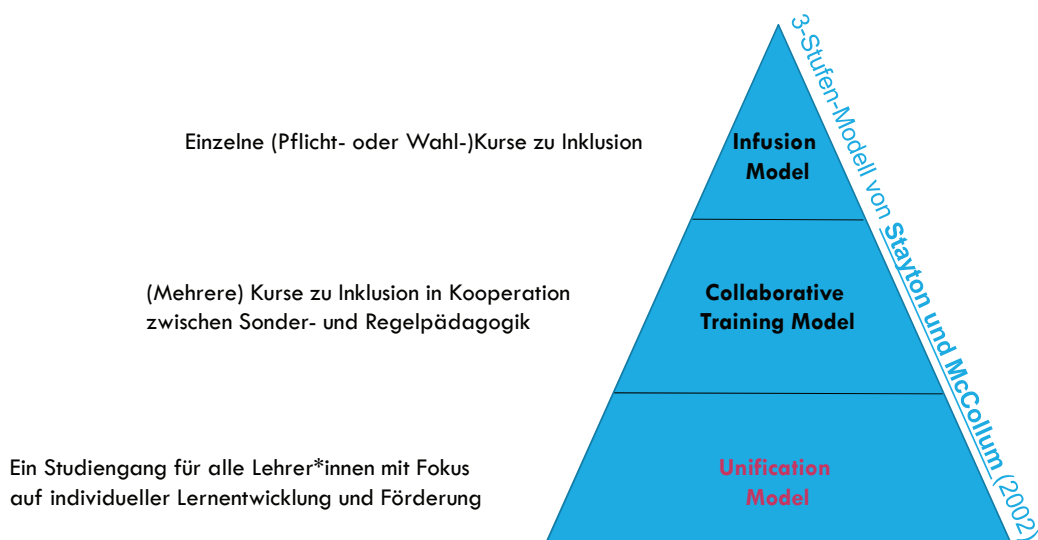 3-Stufen-Modell von Stayton und McCollum (2002)
Einzelne (Pflicht- oder Wahl-)Kurse zu Inklusion
Infusion
Model
(Mehrere) Kurse zu Inklusion in Kooperation
zwischen Sonder- und Regelpädagogik
Collaborative
Training Model
Ein Studiengang für alle Lehrer*innen mit Fokus
auf individueller Lernentwicklung und Förderung
Unification
Model